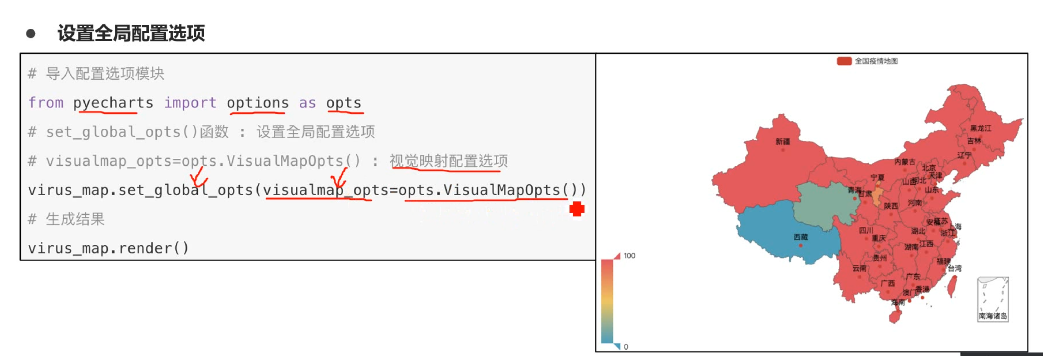 ● 设置全局配置选项
# 导入配置选项模块
from pyecharts import options as opts
# set_global_opts()函数 : 设置全局配置选项
# visualmap_opts=opts.VisualMapOpts() : 视觉映射配置选项
virus_map.set_global_opts(visualmap_opts=opts.VisualMapOpts())
# 生成结果
virus_map.render()
全国疫情地图
黑龙江
吉林
新疆
辽宁
内蒙古
北京
天津
宁夏
山西
河北
青海
甘肃
山东
陕西
河南
江苏
安徽
上海
西藏
四川
重庆
湖北
浙江
湖南
江西
贵州
福建
云南
台湾
广西
广东
香港
澳门
海南
南海诸岛
100
0